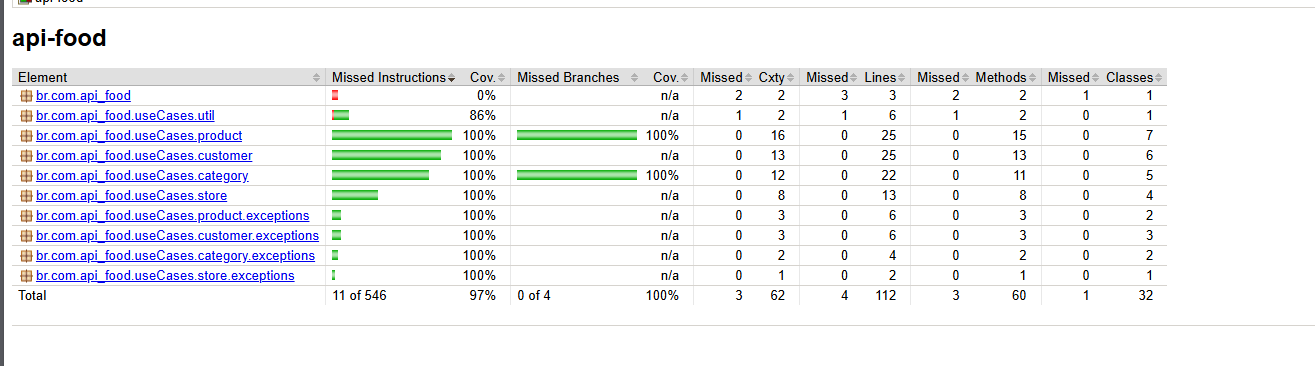 api-food
api-food
Element Missed Instructions Cov. Missed Branches Cov. Missed Cxty Missed Lines Missed Methods Missed Classes
br.com.api_food 0% n/a 2 2 3 3 2 2 1 1
br.com.api_food.useCases.util 86% n/a 1 2 1 6 1 2 0 1
br.com.api_food.useCases.product 100% 100% 0 16 0 25 0 15 0 7
br.com.api_food.useCases.customer 100% n/a 0 13 0 25 0 13 0 6
br.com.api_food.useCases.category 100% 100% 0 12 0 22 0 11 0 5
br.com.api_food.useCases.store 100% n/a 0 8 0 13 0 8 0 4
br.com.api_food.useCases.product.exceptions 100% n/a 0 3 0 6 0 3 0 2
br.com.api_food.useCases.customer.exceptions 100% n/a 0 3 0 6 0 3 0 3
br.com.api_food.useCases.category.exceptions 100% n/a 0 2 0 4 0 2 0 2
br.com.api_food.useCases.store.exceptions 100% n/a 0 1 0 2 0 1 0 1
Total 11 of 546 97% 0 of 4 100% 3 62 4 112 3 60 1 32